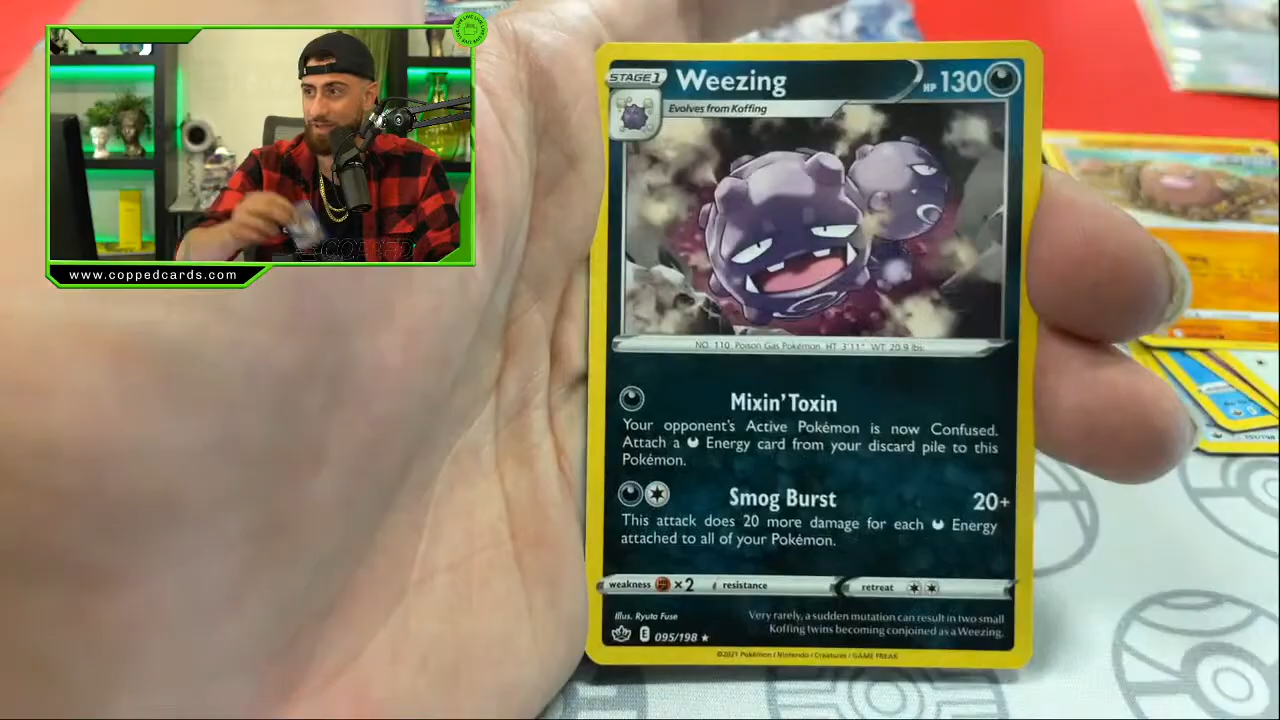 www.coppedcards.com
COPPED
STAGE 1
Weezing
HP 130
Evolves from Koffing
NO. 110 Poison Gas Pokémon HT 3'11" WT 20.9 lbs.
Mixin' Toxin
Your opponent's Active Pokémon is now Confused.
Attach a Energy card from your discard pile to this
Pokémon.
Smog Burst 20+
This attack does 20 more damage for each Energy
attached to all of your Pokémon.
weakness ×2 resistance retreat
Illus. Ryuta Fuse
Very rarely, a sudden mutation can result in two small
Koffing twins becoming conjoined as a Weezing.
E 095/198 ★
©2021 Pokémon / Nintendo / Creatures / GAME FREAK